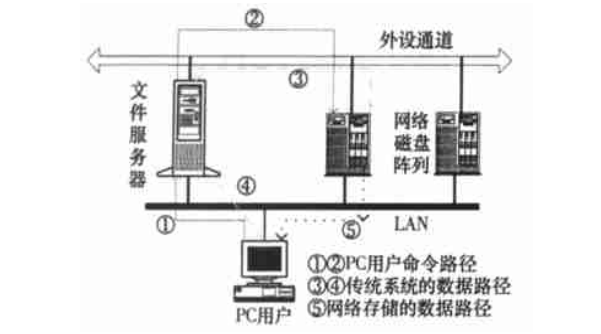 ②
外设通道
③
文件服务器
网络磁盘阵列
④
①
⑤
LAN
PC用户
①②PC用户命令路径
③④传统系统的数据路径
⑤网络存储的数据路径